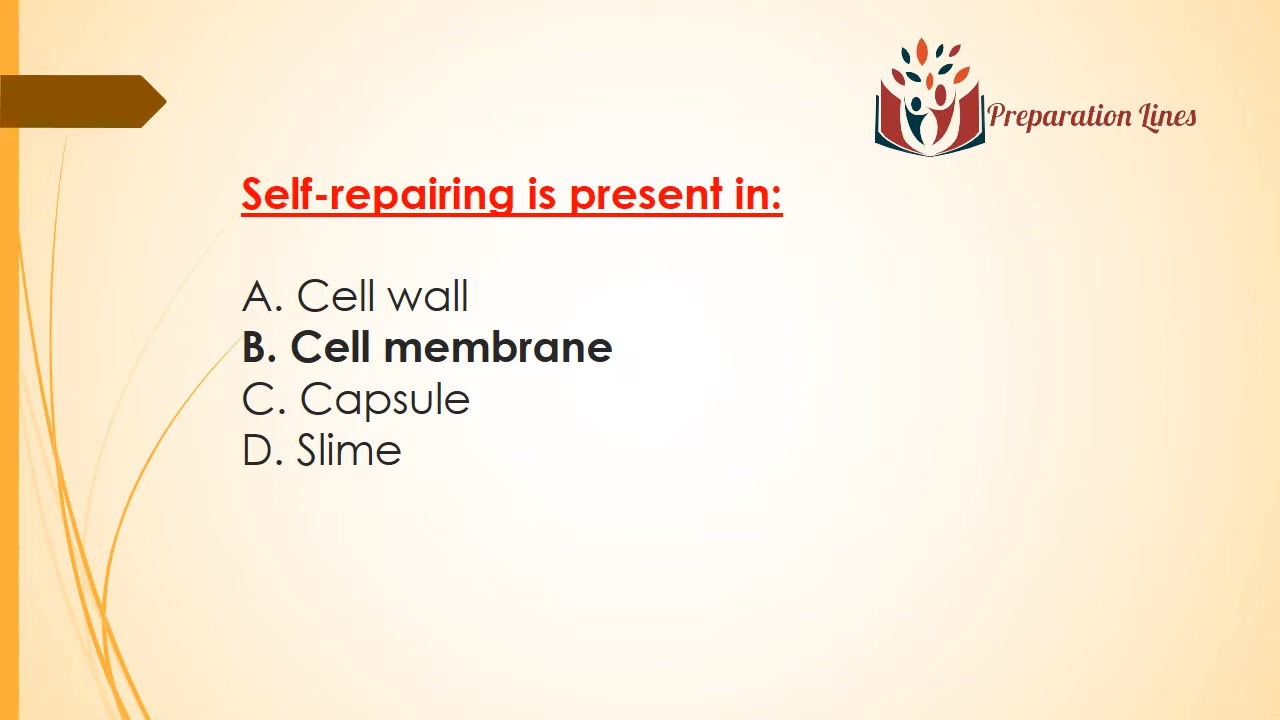 Preparation Lines
Self-repairing is present in:
A. Cell wall
B. Cell membrane
C. Capsule
D. Slime